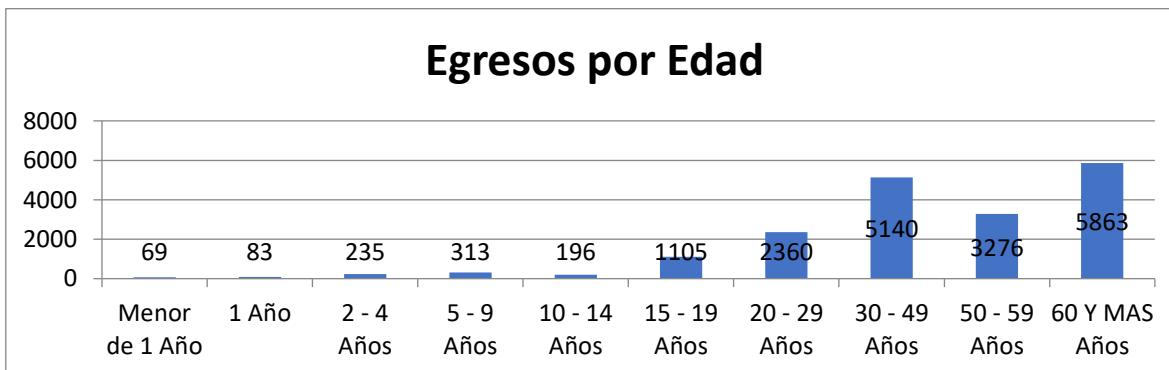 Egresos por Edad
8000
6000
4000
2000
0
69 83 235 313 196 1105 2360 5140 3276 5863
Menor 1 Año 2 - 4 5 - 9 10 - 14 15 - 19 20 - 29 30 - 49 50 - 59 60 Y MAS
de 1 Año Años Años Años Años Años Años Años Años